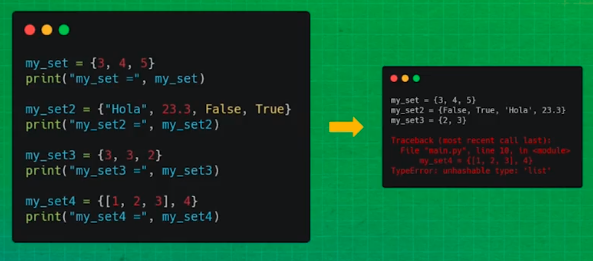 my_set = {3, 4, 5}
print("my_set =", my_set)
my_set2 = {"Hola", 23.3, False, True}
print("my_set2 =", my_set2)
my_set3 = {3, 3, 2}
print("my_set3 =", my_set3)
my_set4 = {[1, 2, 3], 4}
print("my_set4 =", my_set4)
my_set = {3, 4, 5}
my_set2 = {False, True, 'Hola', 23.3}
my_set3 = {2, 3}
Traceback (most recent call last):
File "main.py", line 10, in <module>
my_set4 = {[1, 2, 3], 4}
TypeError: unhashable type: 'list'